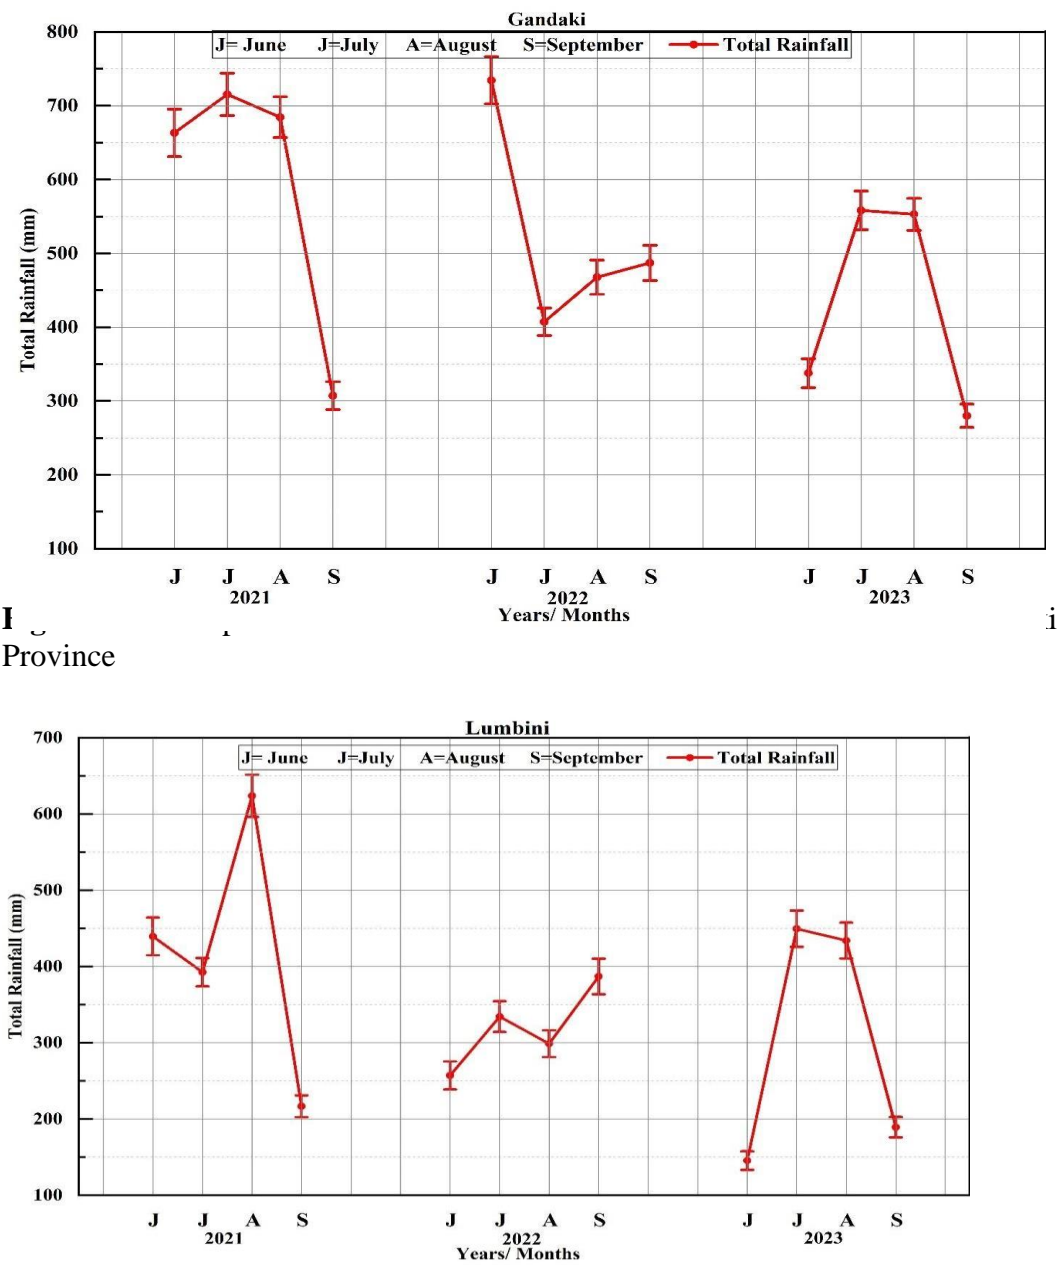 Gandaki
J= June J=July A=August S=September Total Rainfall
800
700
600
500
400
300
200
100
Total Rainfall (mm)
J J A S J J A S J J A S
2021 2022 2023
Years/ Months
Province
Lumbini
J= June J=July A=August S=September Total Rainfall
700
600
500
400
300
200
100
Total Rainfall (mm)
J J A S J J A S J J A S
2021 2022 2023
Years/ Months